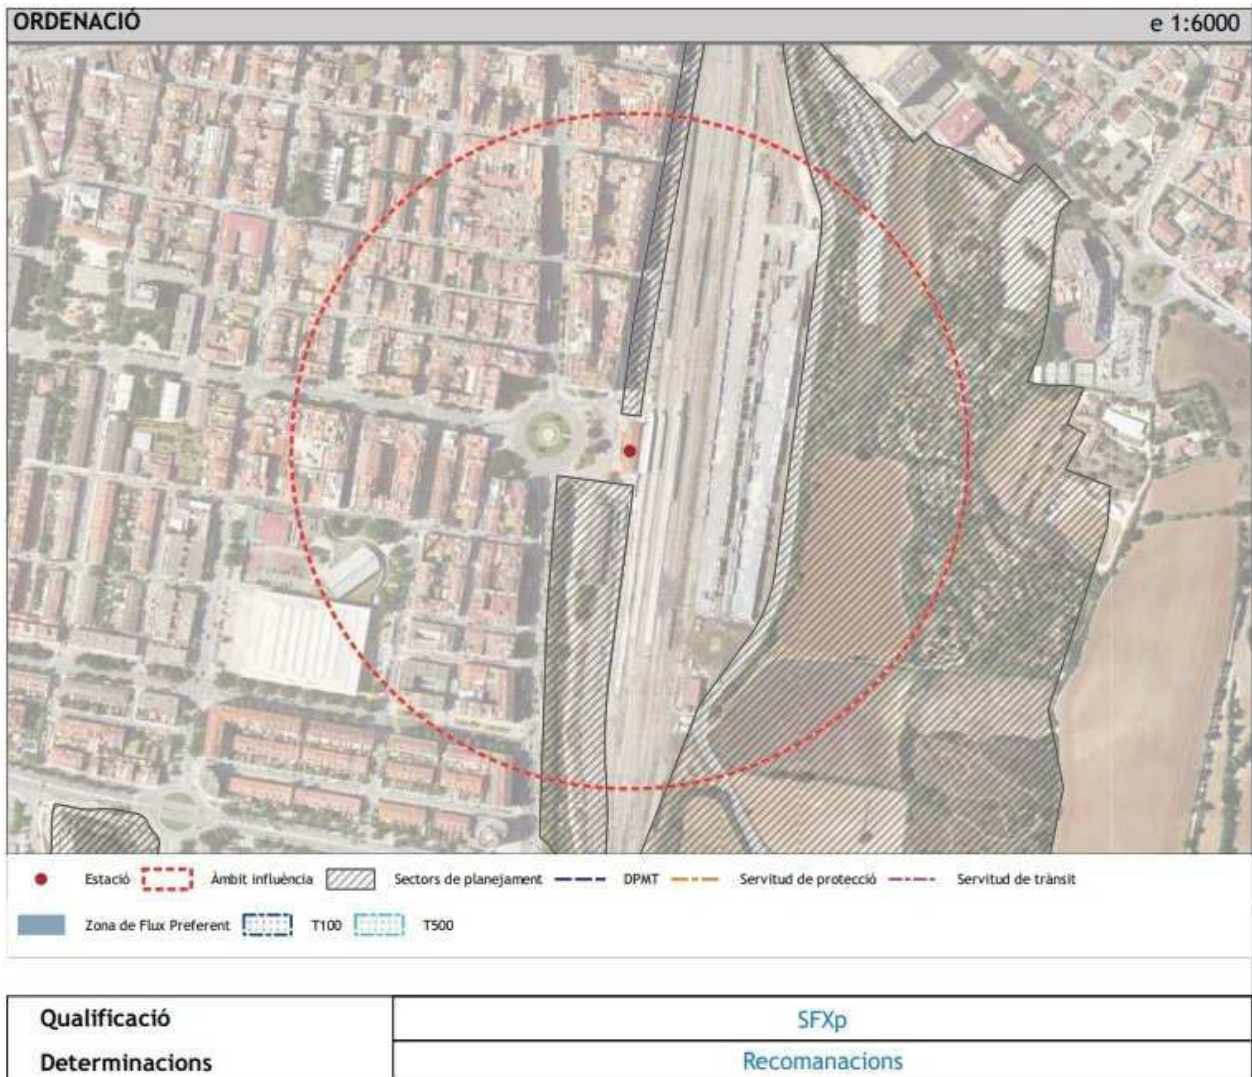 ORDENACIÓ e 1:6000
Estació Àmbit influència Sectors de planejament DPMT Servitud de protecció Servitud de trànsit
Zona de Flux Preferent T100 T500
Qualificació SFXp
Determinacions Recomanacions